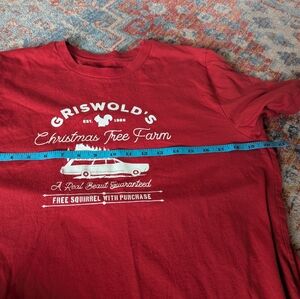 GRISWOLD'S
EST. 1989
Christmas Tree Farm
A Real Beaut Guaranteed
FREE SQUIRREL WITH PURCHASE